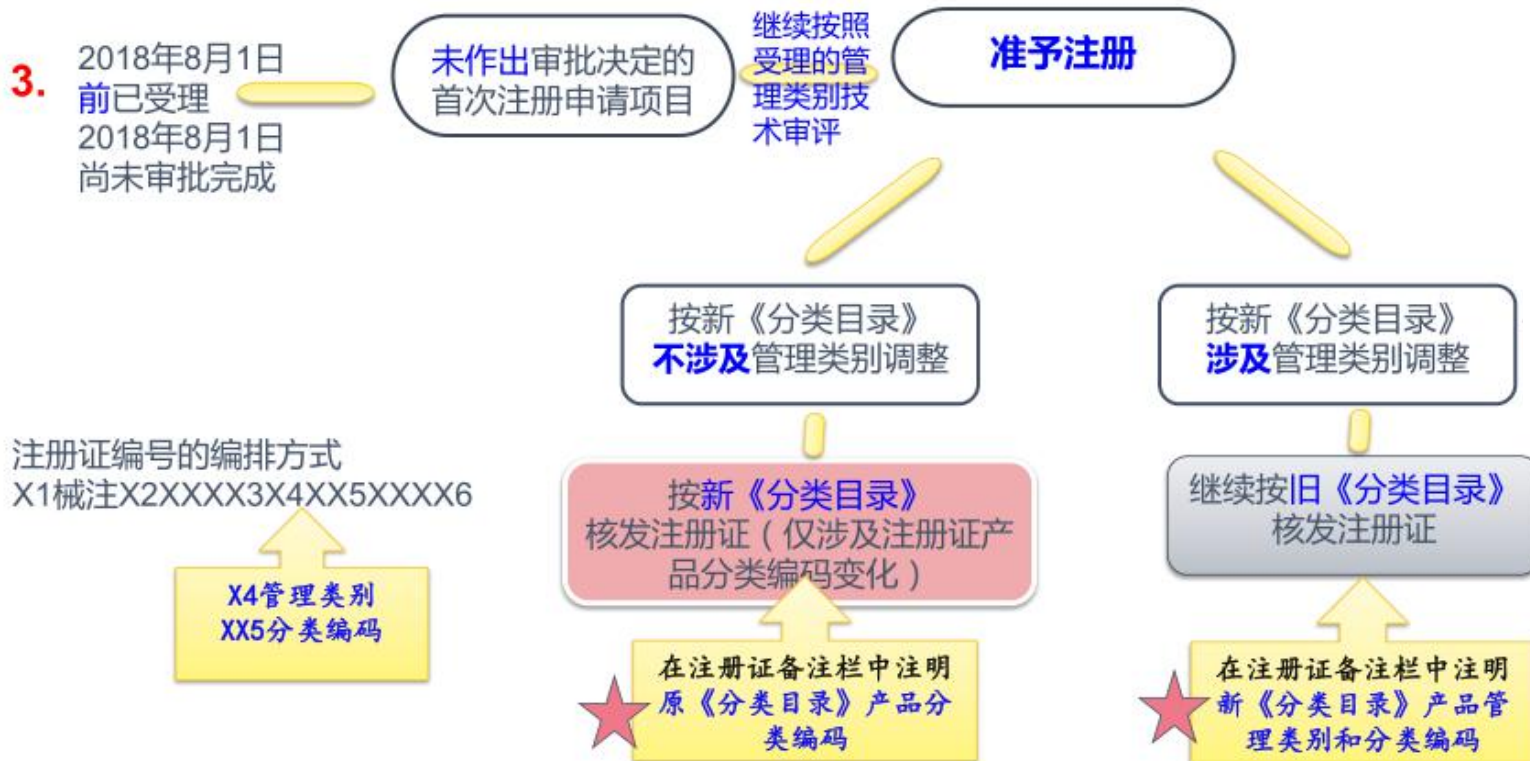 3.
2018年8月1日
前已受理
2018年8月1日
尚未审批完成
未作出审批决定的
首次注册申请项目
继续按照
受理的管
理类别技
术审评
准予注册
按新《分类目录》
不涉及管理类别调整
按新《分类目录》
涉及管理类别调整
注册证编号的编排方式
X1械注X2XXXX3X4XX5XXXX6
X4管理类别
XX5分类编码
按新《分类目录》
核发注册证（仅涉及注册证产
品分类编码变化）
继续按旧《分类目录》
核发注册证
在注册证备注栏中注明
原《分类目录》产品分
类编码
在注册证备注栏中注明
新《分类目录》产品管
理类别和分类编码